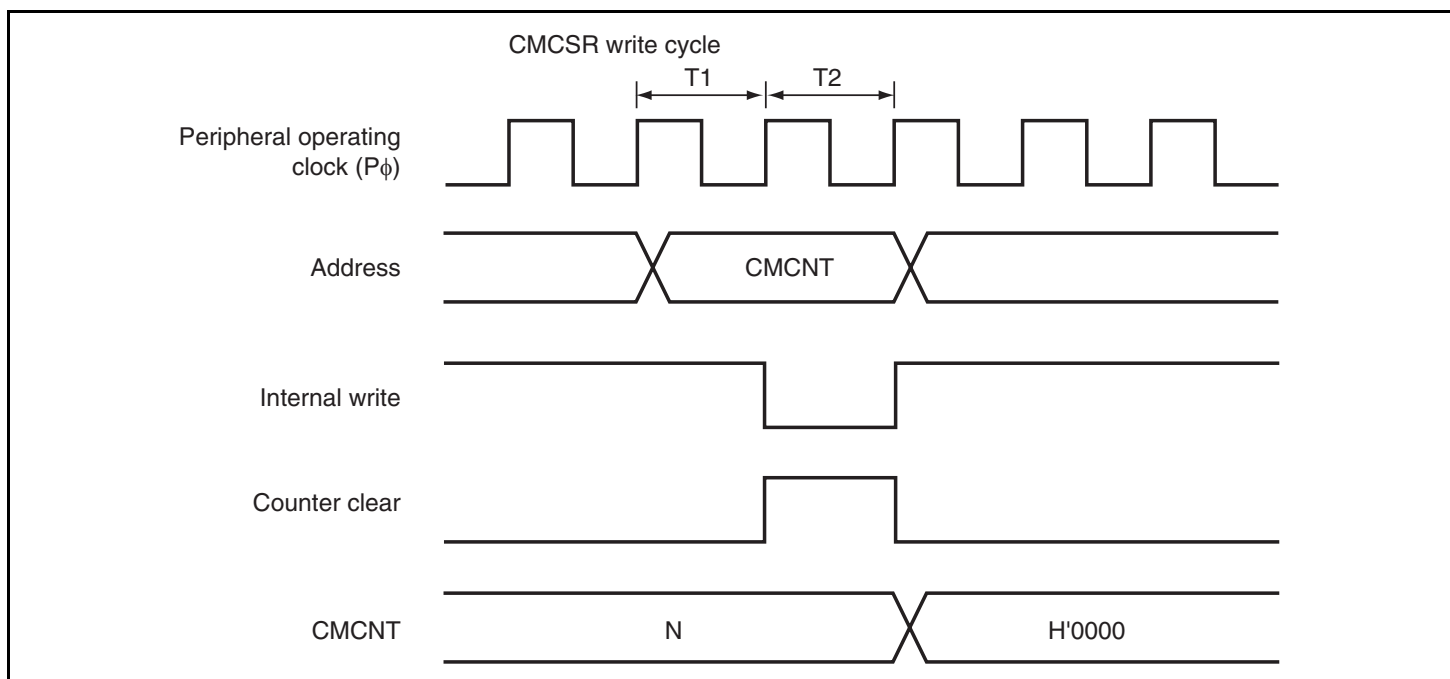 CMCSR write cycle
T1
T2
Peripheral operating
clock (Pϕ)
Address
CMCNT
Internal write
Counter clear
CMCNT
N
H'0000